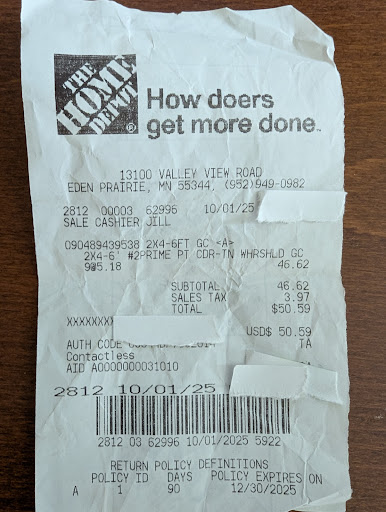 THE
HOME
DEPOT
How doers
get more done™
13100 VALLEY VIEW ROAD
EDEN PRAIRIE, MN 55344, (952)949-0982
2812 00003 62996 10/01/25
SALE CASHIER JILL
090489439538 2X4-6FT GC <A>
2X4-6' #2PRIME PT CDR-TN WHRSHLD GC
9@5.18 46.62
SUBTOTAL 46.62
SALES TAX 3.97
TOTAL $50.59
XXXXXXXX
USD$ 50.59
AUTH CODE TA
Contactless
AID A0000000031010
2812 10/01/25
2812 03 62996 10/01/2025 5922
RETURN POLICY DEFINITIONS
POLICY ID DAYS POLICY EXPIRES ON
A 1 90 12/30/2025